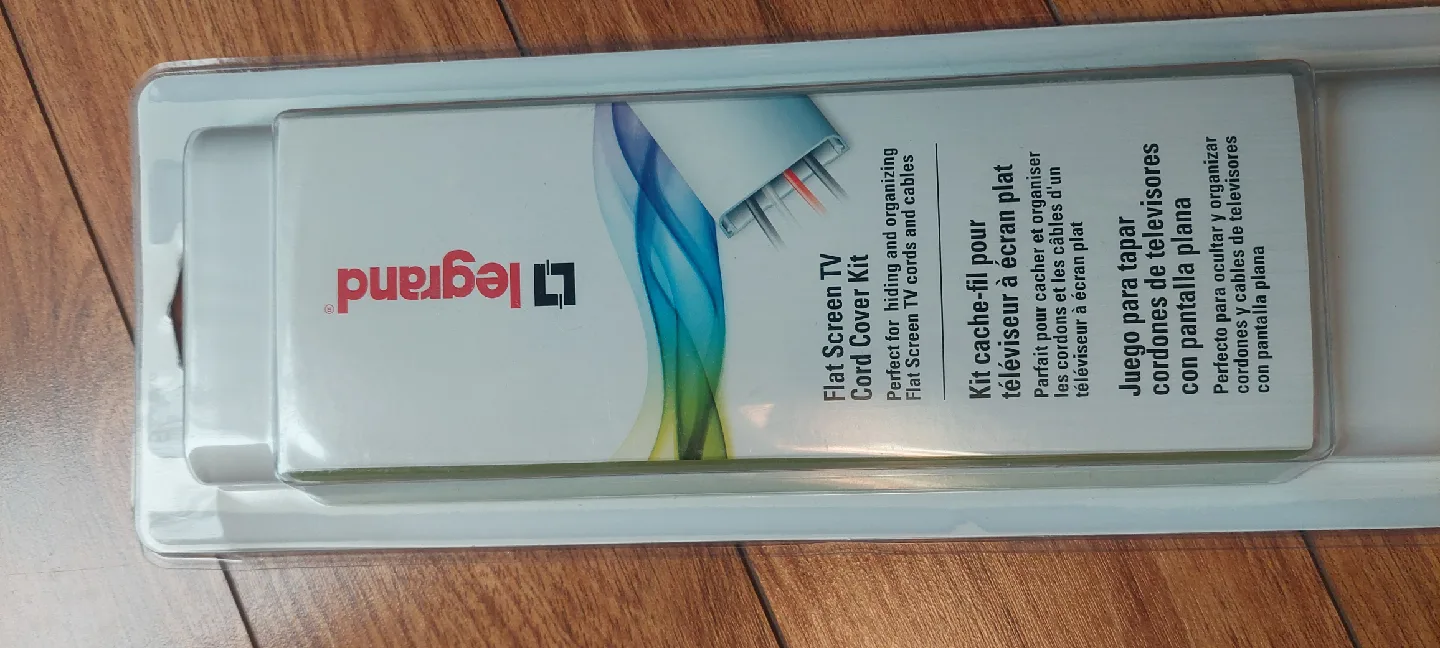 legrand®
Flat Screen TV
Cord Cover Kit
Perfect for hiding and organizing
Flat Screen TV cords and cables
Kit cache-fil pour
téléviseur à écran plat
Parfait pour cacher et organiser
les cordons et les câbles d'un
téléviseur à écran plat
Juego para tapar
cordones de televisores
con pantalla plana
Perfecto para ocultar y organizar
cordones y cables de televisores
con pantalla plana